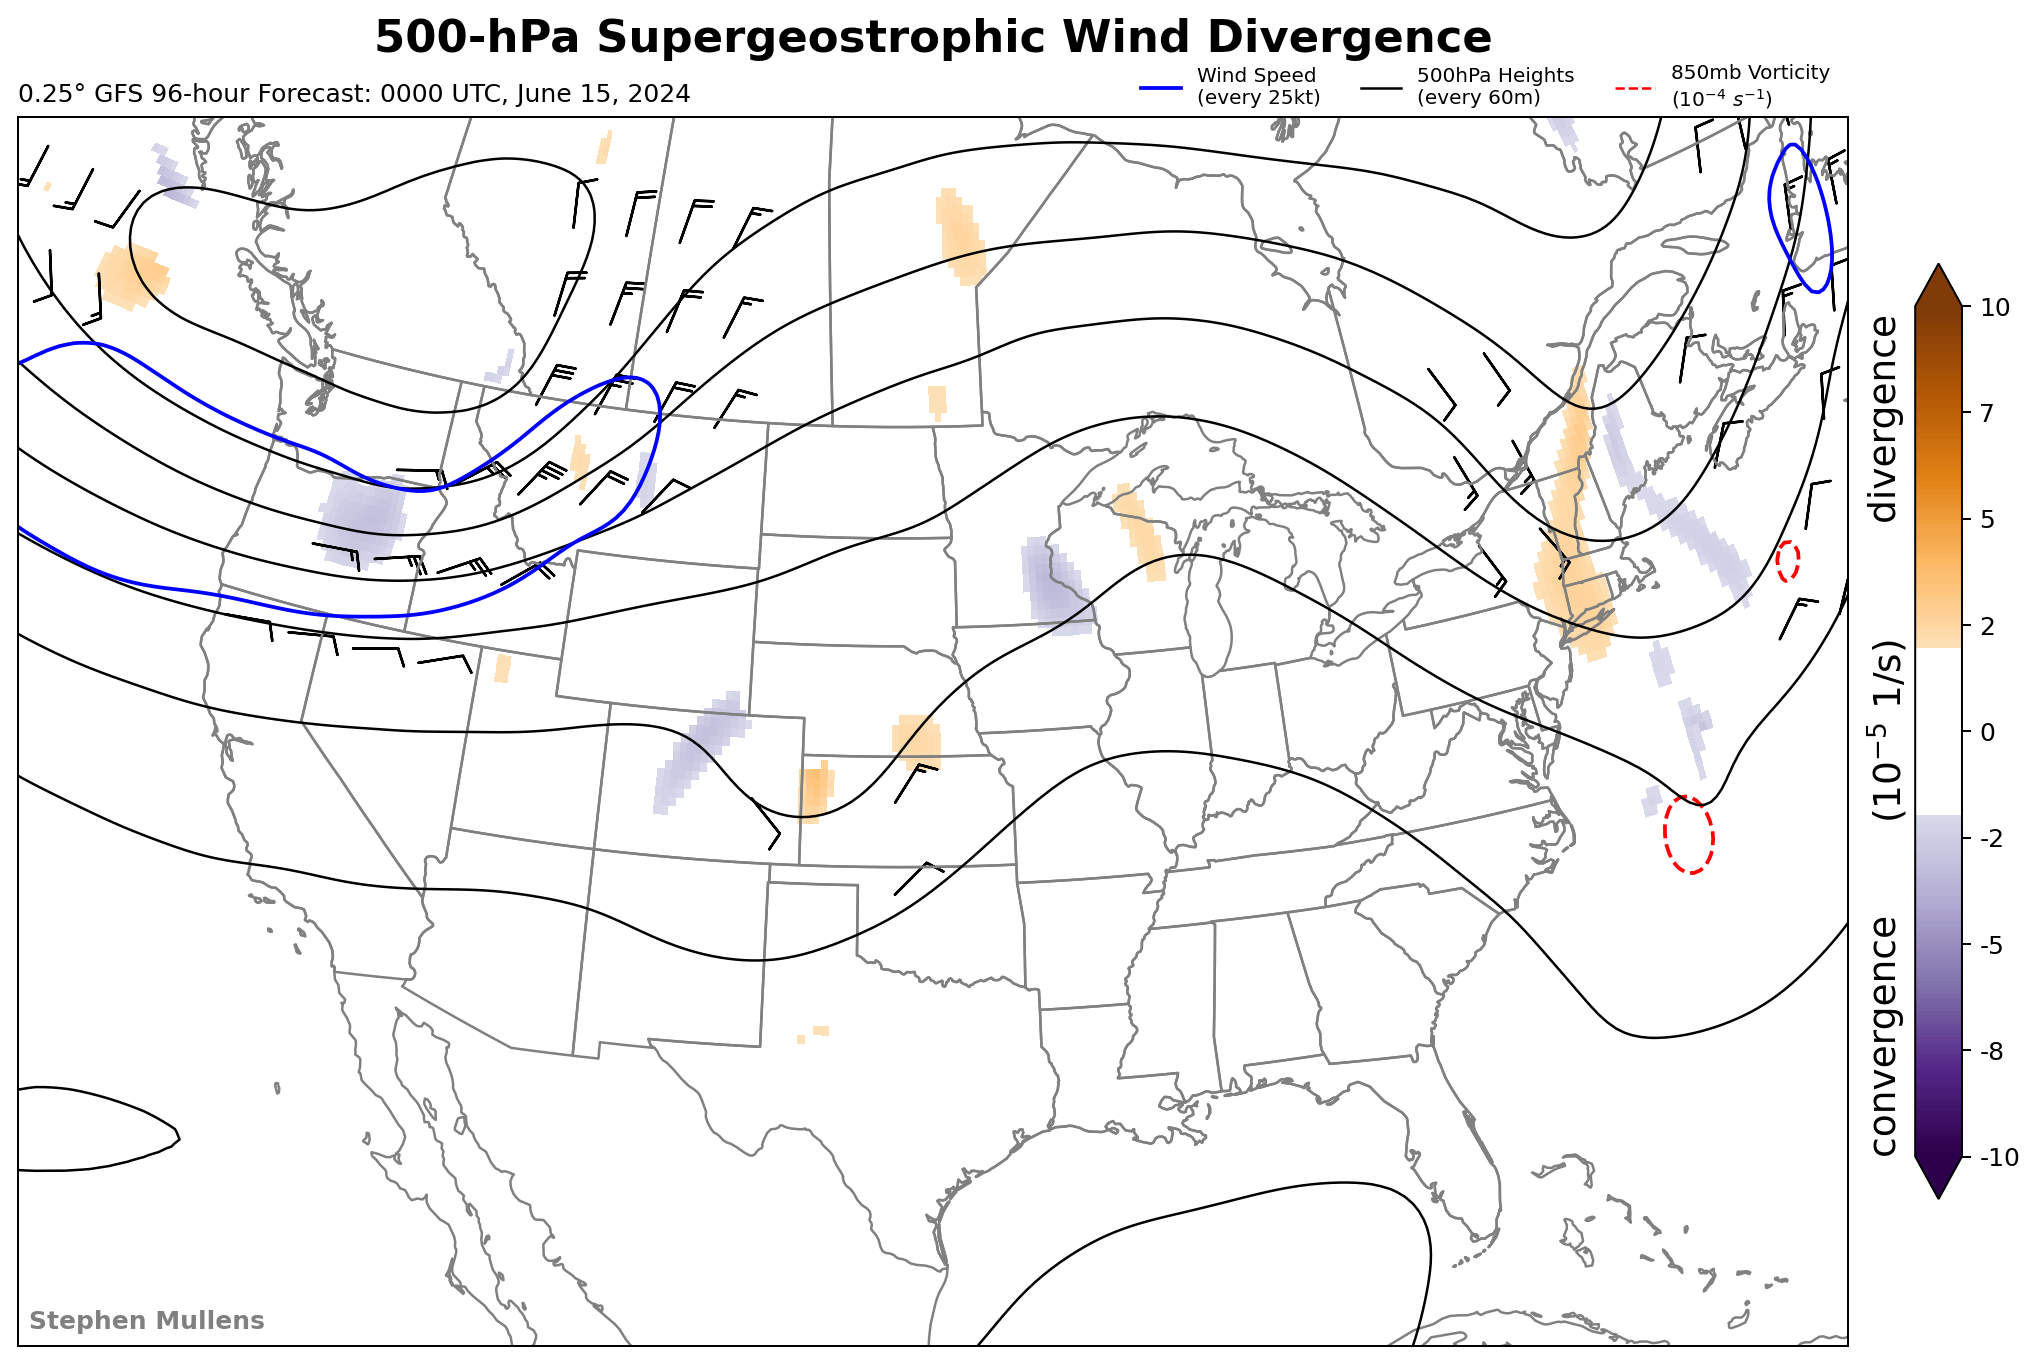 500-hPa Supergeostrophic Wind Divergence
0.25° GFS 96-hour Forecast: 0000 UTC, June 15, 2024
Wind Speed
(every 25kt)
500hPa Heights
(every 60m)
850mb Vorticity
(10⁻⁴ s⁻¹)
10
7
5
2
0
-2
-5
-8
-10
convergence (10⁻⁵ 1/s) divergence
Stephen Mullens